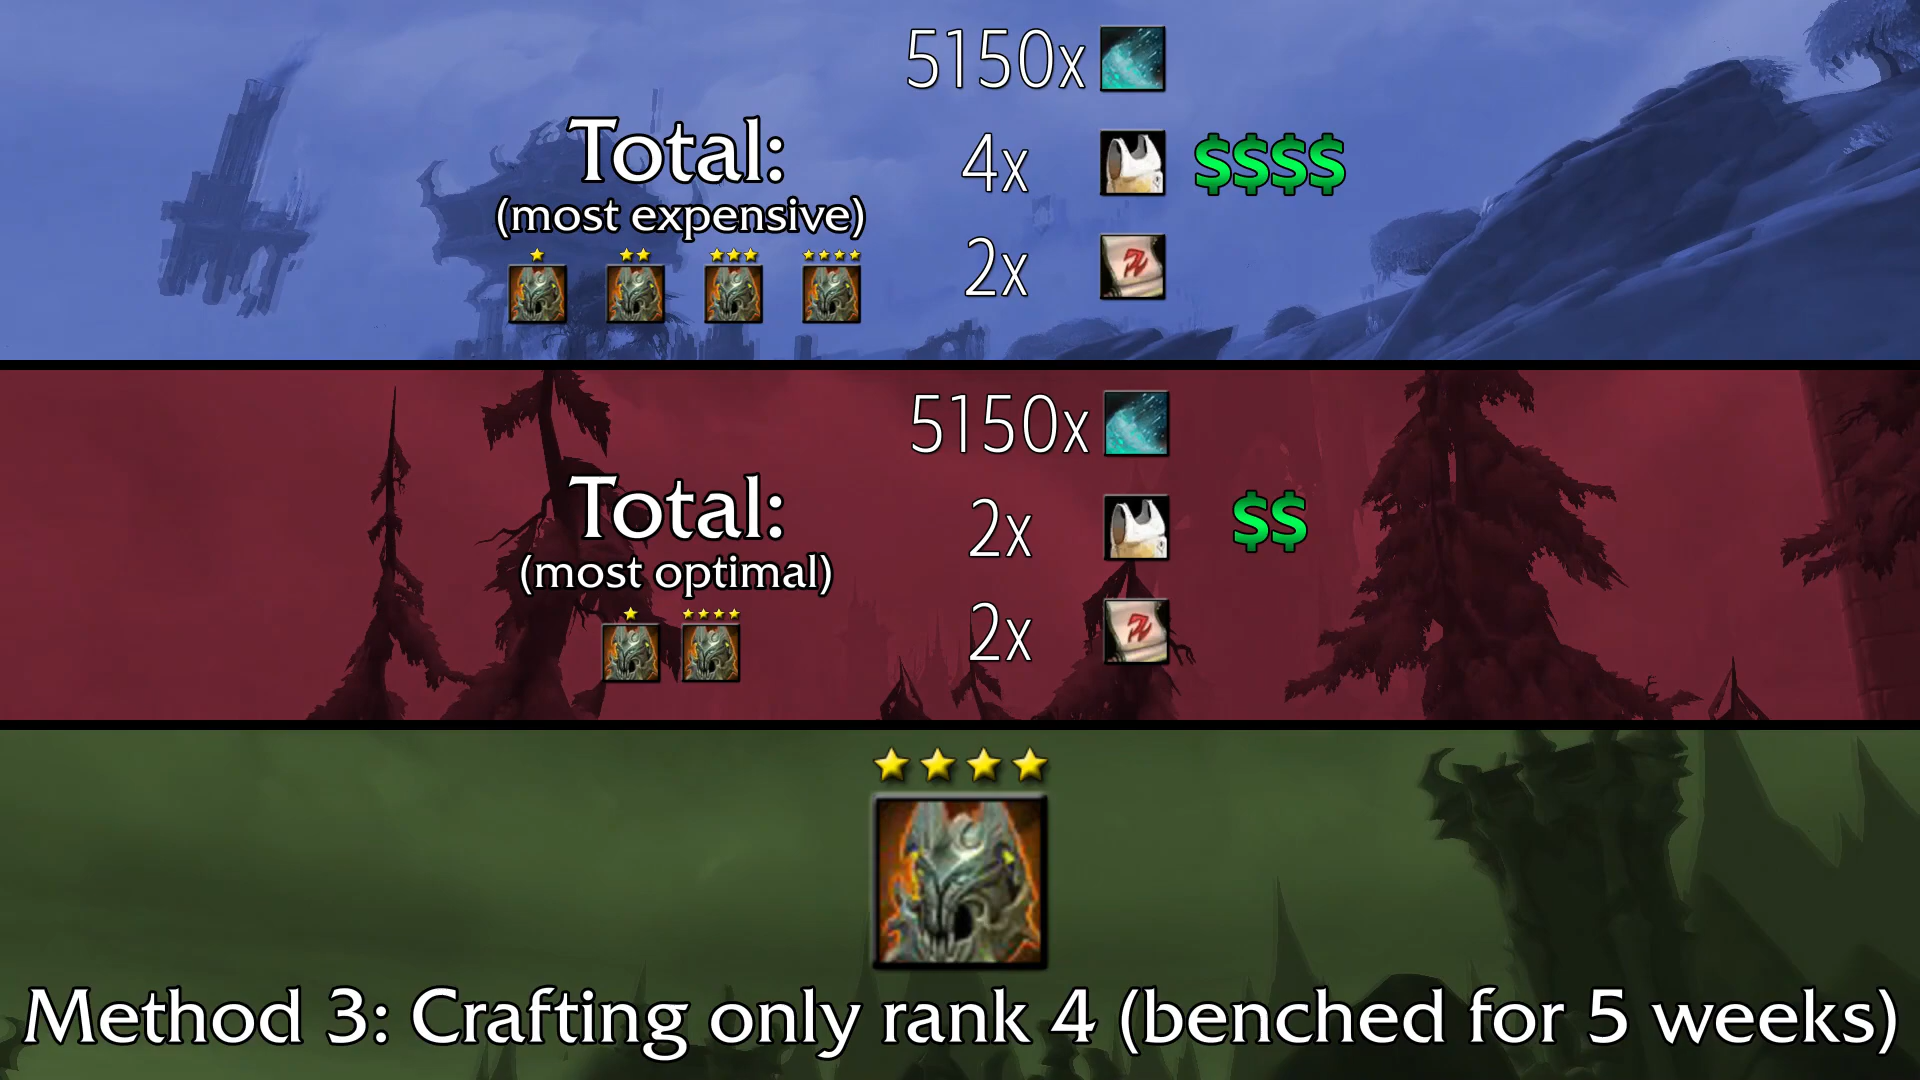 5150x
Total:
4x
$$$$
(most expensive)
2x
5150x
Total:
2x
$$
(most optimal)
2x
Method 3: Crafting only rank 4 (benched for 5 weeks)